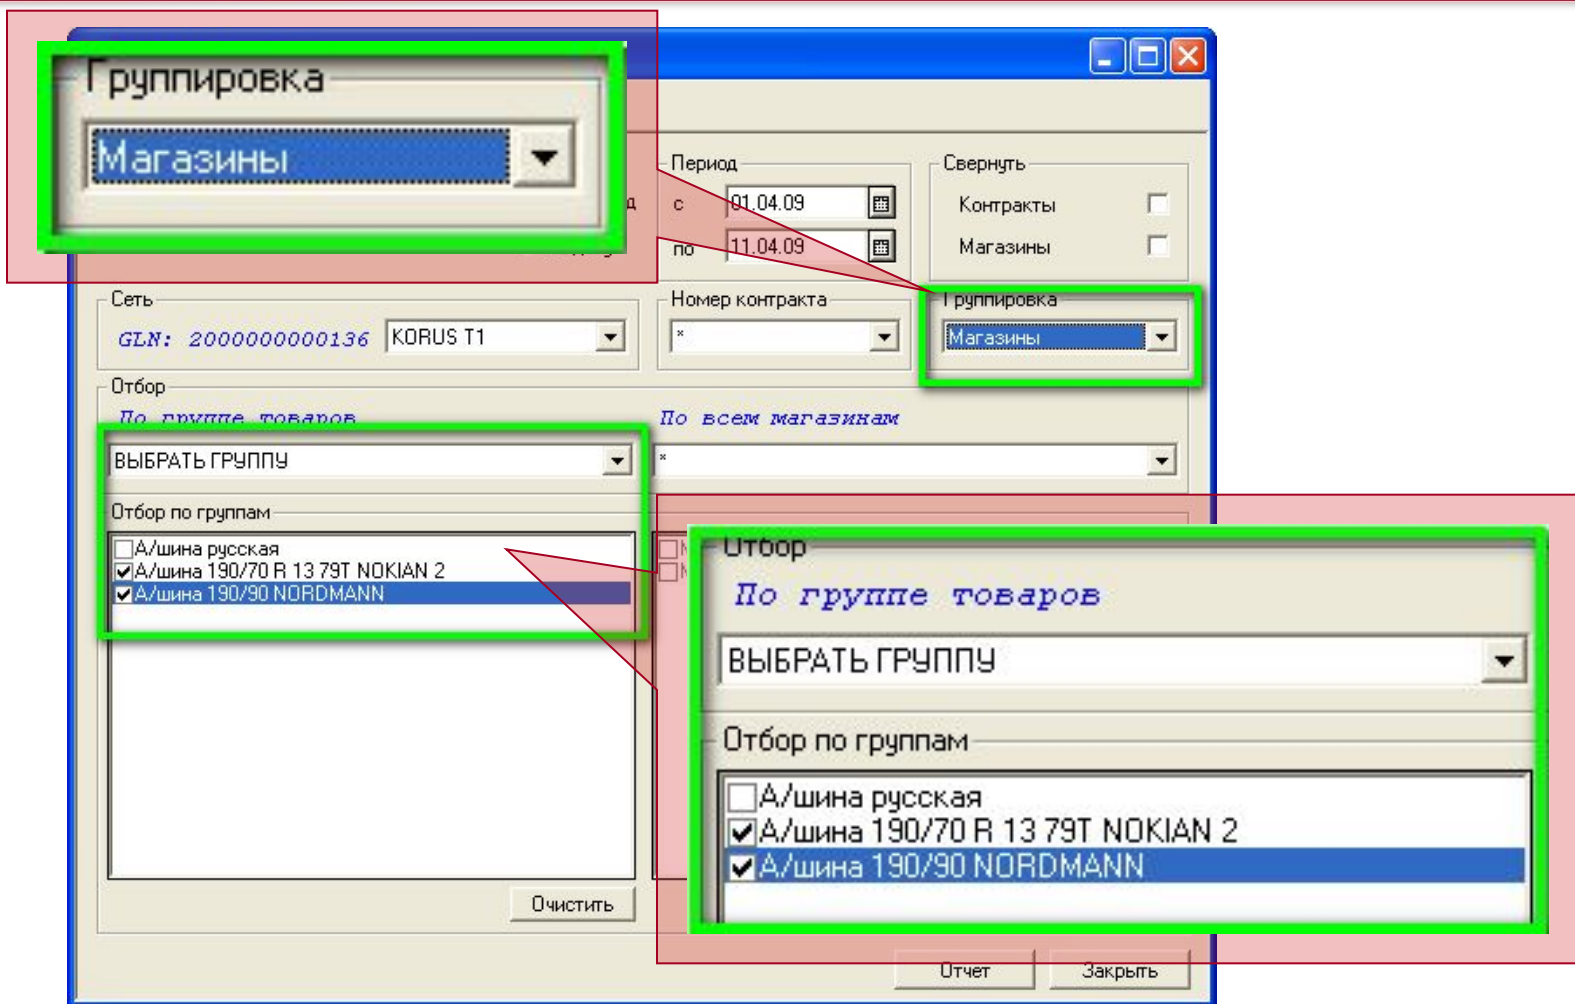 Группировка
Магазины
Период
Свернуть
с 01.04.09
Контракты
по 11.04.09
Магазины
Сеть
Номер контракта
Группировка
GLN: 2000000000136 KORUS T1
*
Магазины
Отбор
По группе товаров
По всем магазинам
ВЫБРАТЬ ГРУППУ
*
Отбор по группам
А/шина русская
А/шина 190/70 R 13 79T NOKIAN 2
А/шина 190/90 NORDMANN
Отбор
По группе товаров
ВЫБРАТЬ ГРУППУ
Отбор по группам
А/шина русская
А/шина 190/70 R 13 79T NOKIAN 2
А/шина 190/90 NORDMANN
Очистить
Отчет
Закрыть